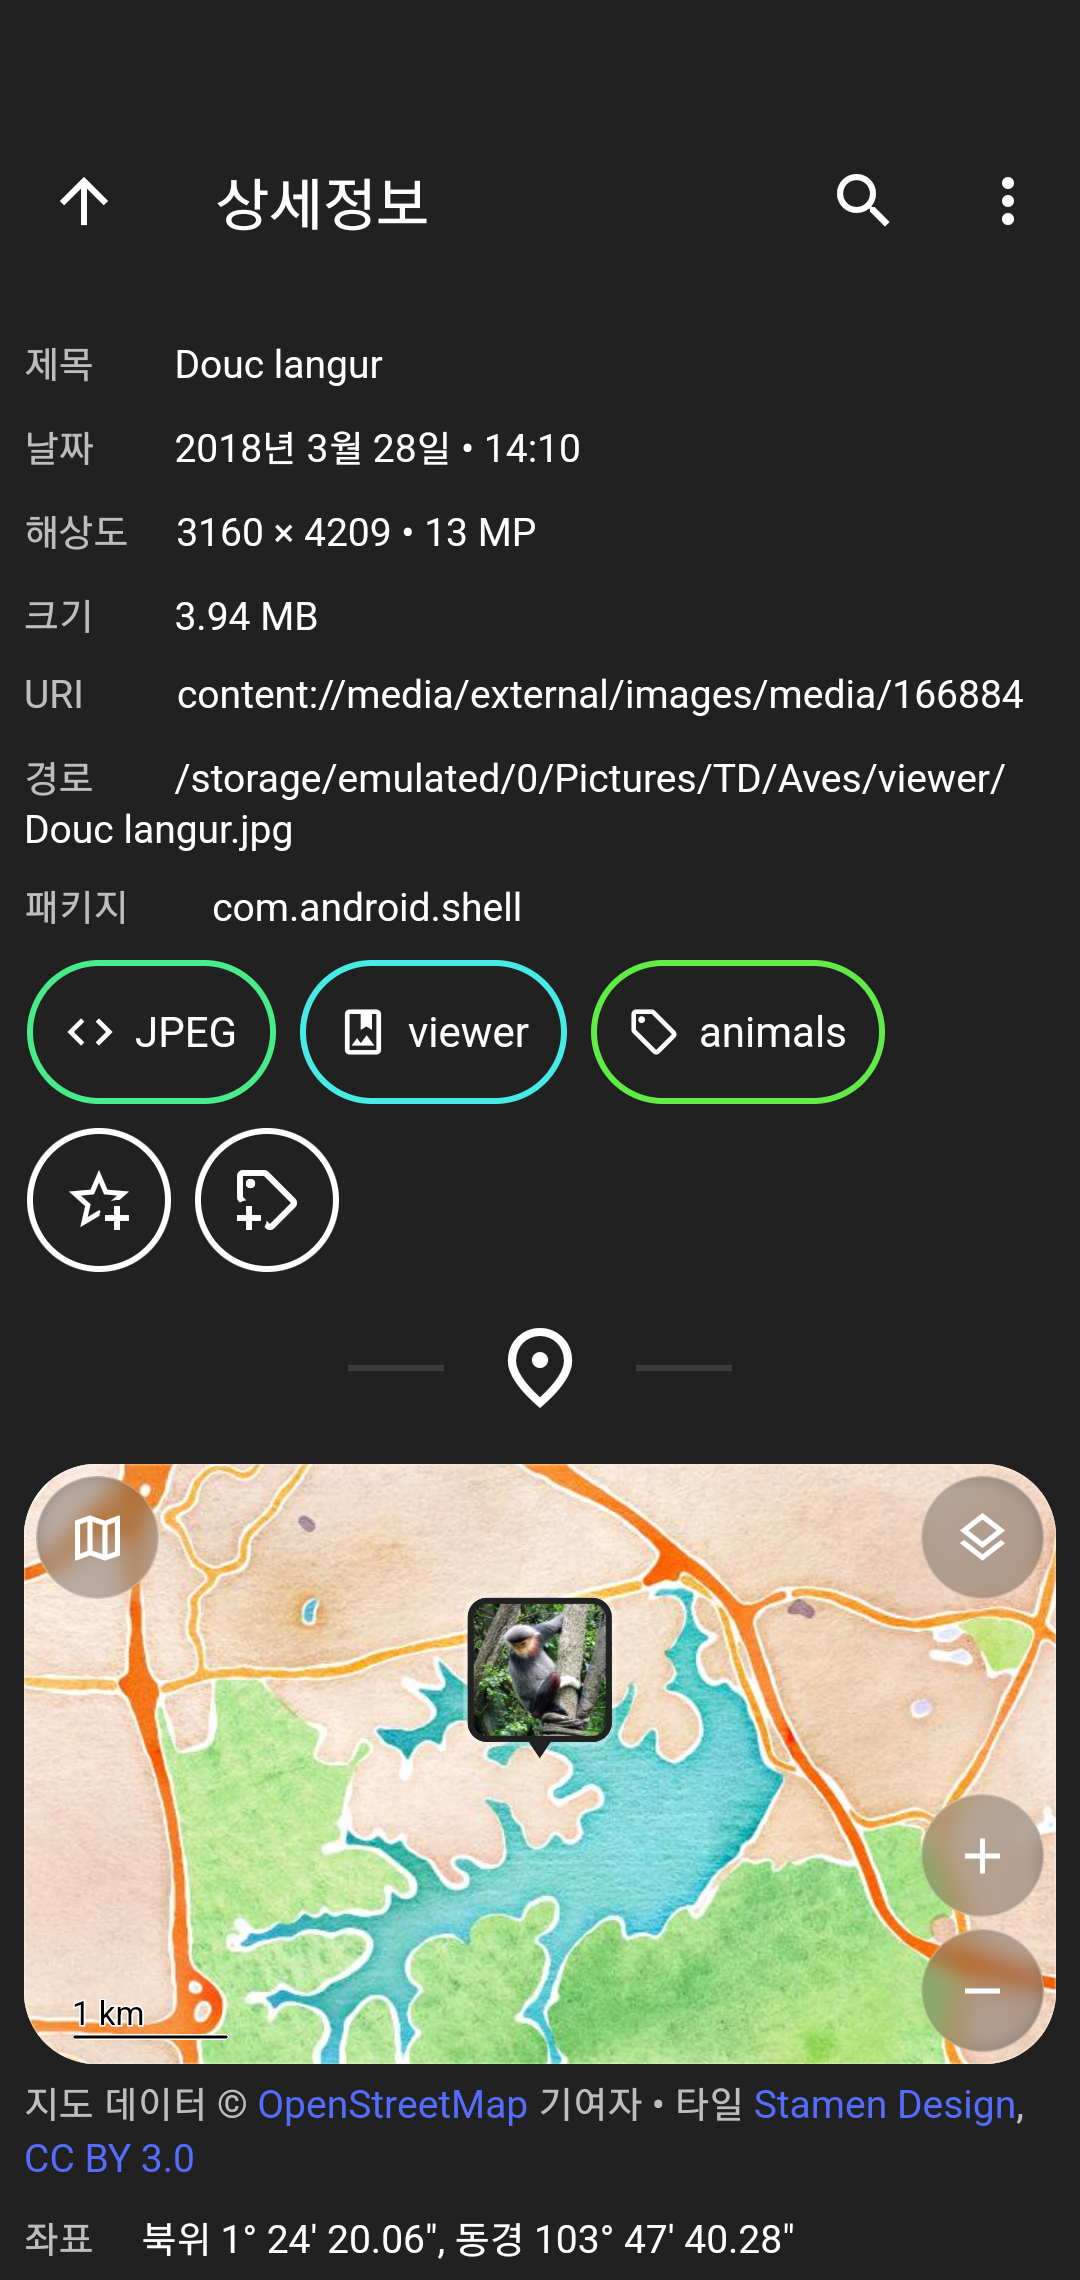 상세정보
제목 Douc langur
날짜 2018년 3월 28일 • 14:10
해상도 3160 × 4209 • 13 MP
크기 3.94 MB
URI content://media/external/images/media/166884
경로 /storage/emulated/0/Pictures/TD/Aves/viewer/
Douc langur.jpg
패키지 com.android.shell
JPEG viewer animals
1 km
지도 데이터 © OpenStreetMap 기여자 • 타일 Stamen Design,
CC BY 3.0
좌표 북위 1° 24' 20.06", 동경 103° 47' 40.28"